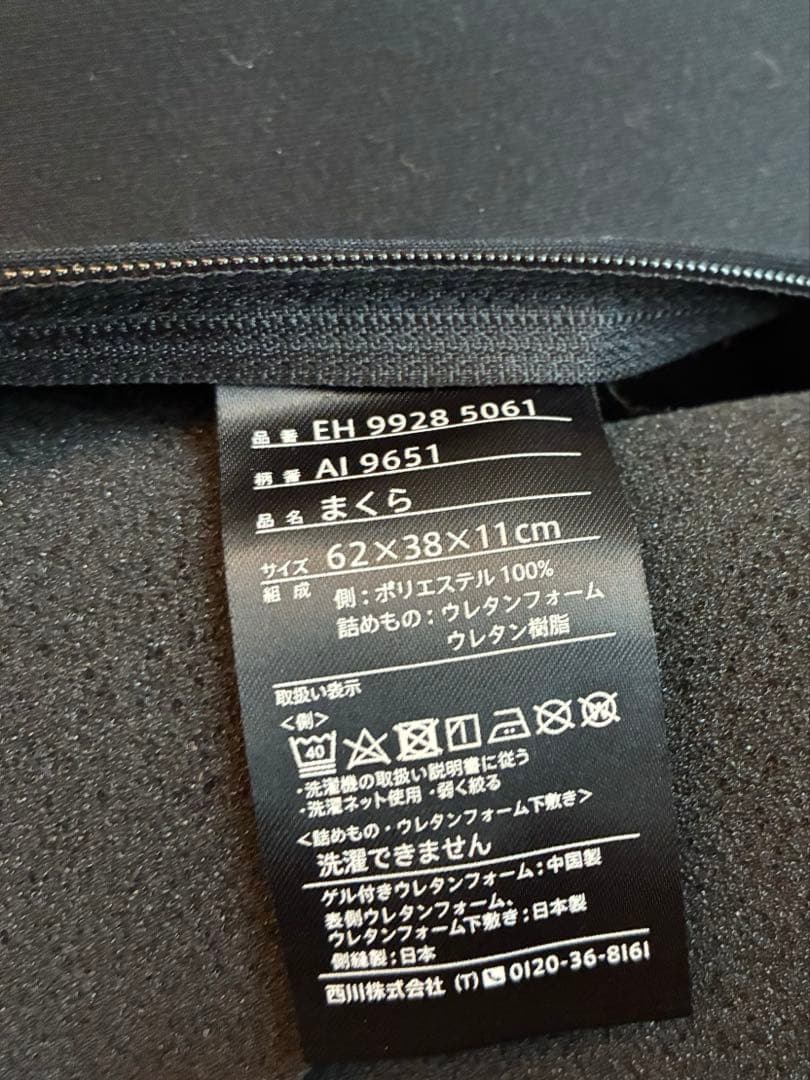 品番 EH 9928 5061
柄番 AI 9651
品名 まくら
サイズ 62×38×11cm
組成 側:ポリエステル 100%
詰めもの:ウレタンフォーム
ウレタン樹脂
取扱い表示
<側>
40
・洗濯機の取扱い説明書に従う
・洗濯ネット使用・弱く絞る
<詰めもの・ウレタンフォーム下敷き>
洗濯できません
ゲル付きウレタンフォーム;中国製
表側ウレタンフォーム、
ウレタンフォーム下敷き;日本製
側縫製;日本
西川株式会社 (T) 0120-36-8161